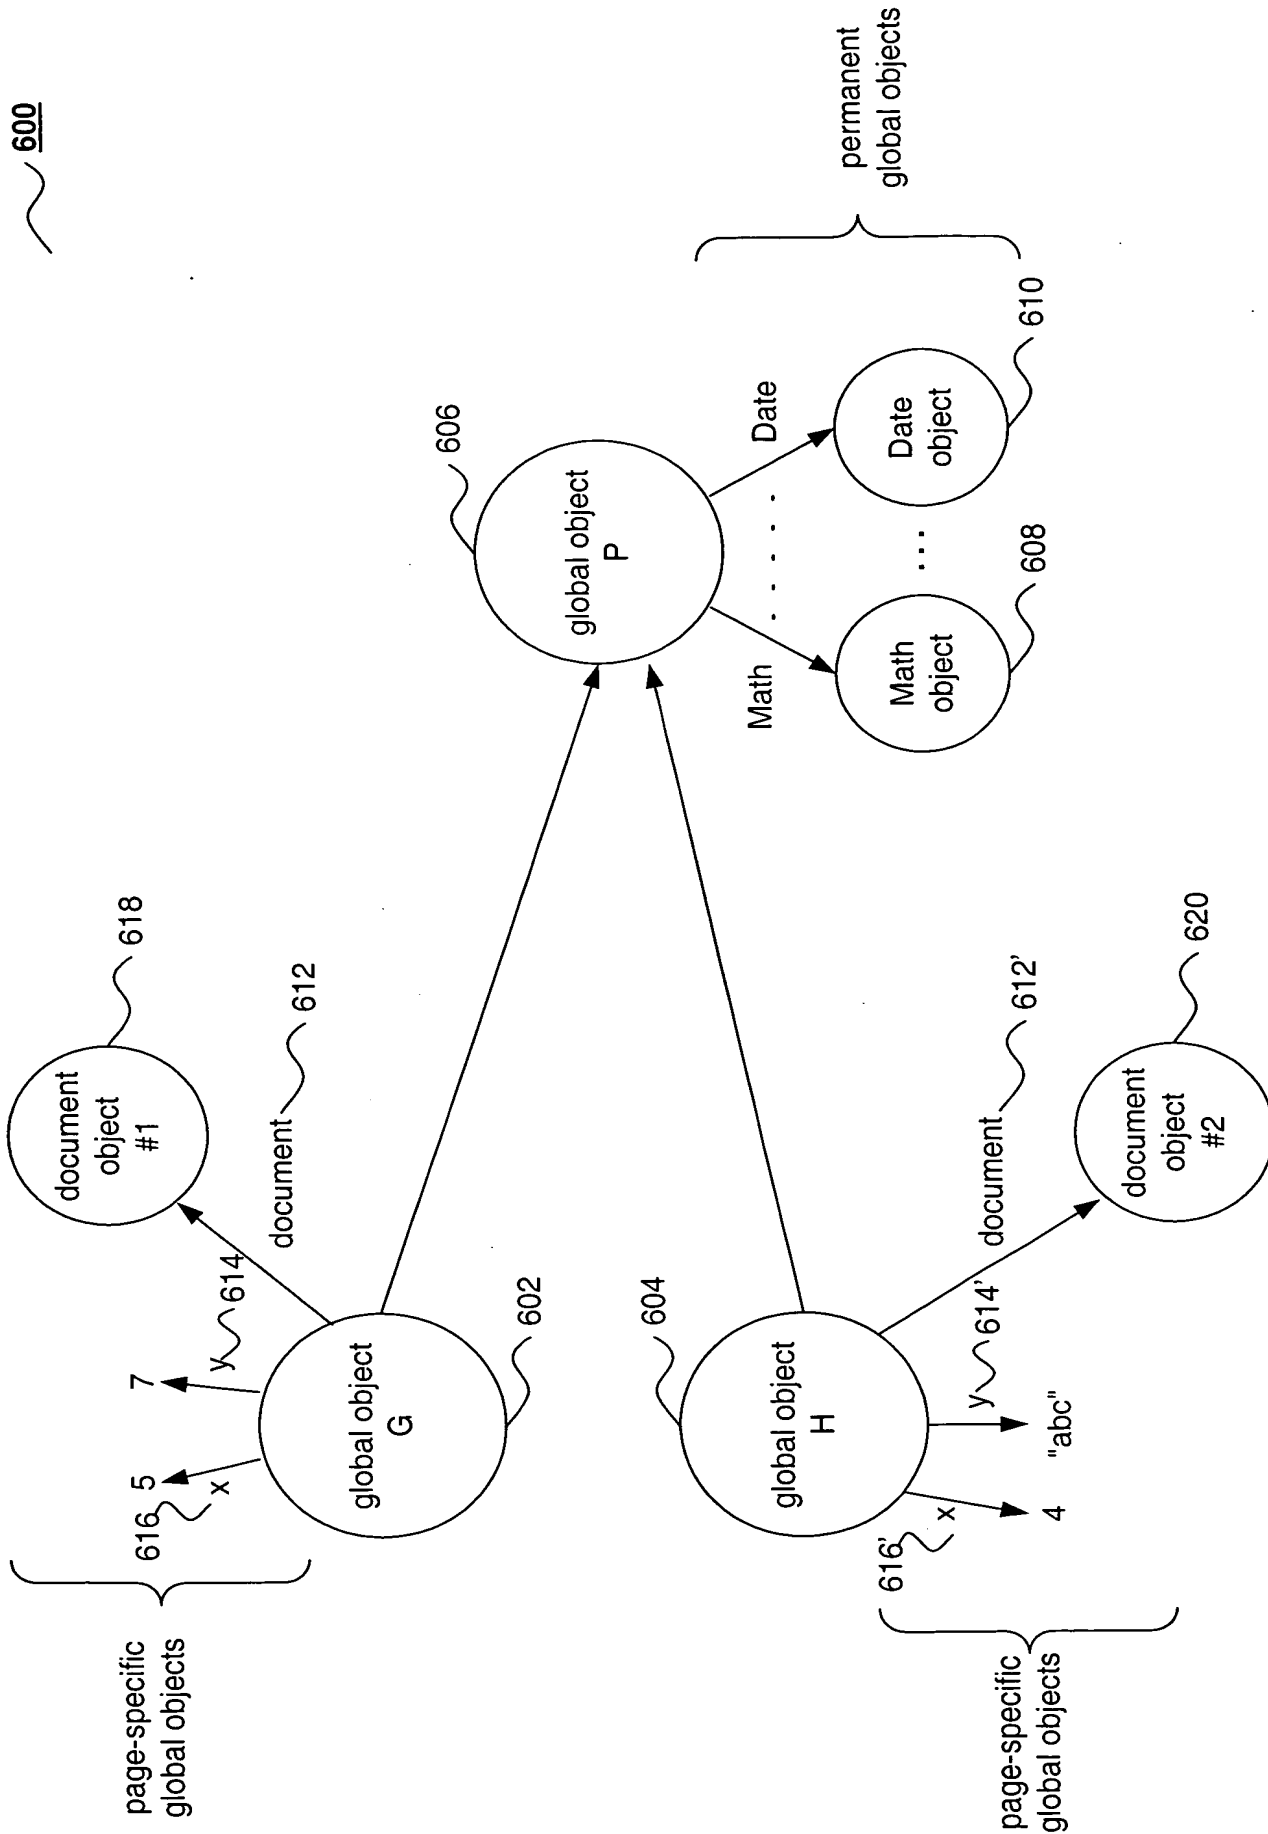 600
page-specific
global objects
616
x
5
7
y
614
document
object
#1
618
document
612
global object
G
602
global object
P
606
Math
. . . . .
Date
Math
object
608
...
Date
object
610
permanent
global objects
604
global object
H
616'
x
4
y
614'
"abc"
document
612'
document
object
#2
620
page-specific
global objects